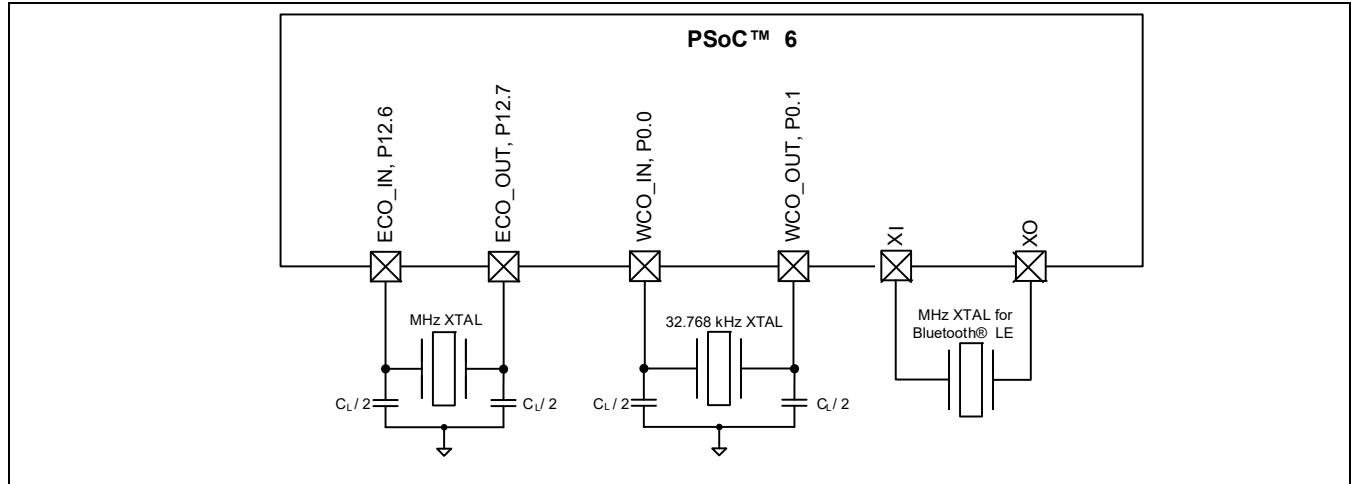 PSoC™ 6
ECO_IN, P12.6
ECO_OUT, P12.7
WCO_IN, P0.0
WCO_OUT, P0.1
XI
XO
MHz XTAL
32.768 kHz XTAL
MHz XTAL for
Bluetooth® LE
CL/ 2
CL/ 2
CL/ 2
CL/ 2